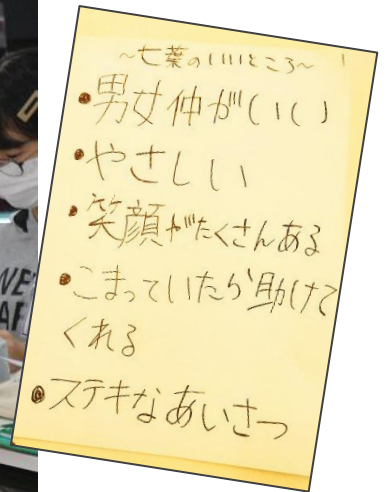 ～七葉のいいところ～
・男女仲がいい
・やさしい
・笑顔がたくさんある
・こまっていたら助けて
くれる
・ステキなあいさつ